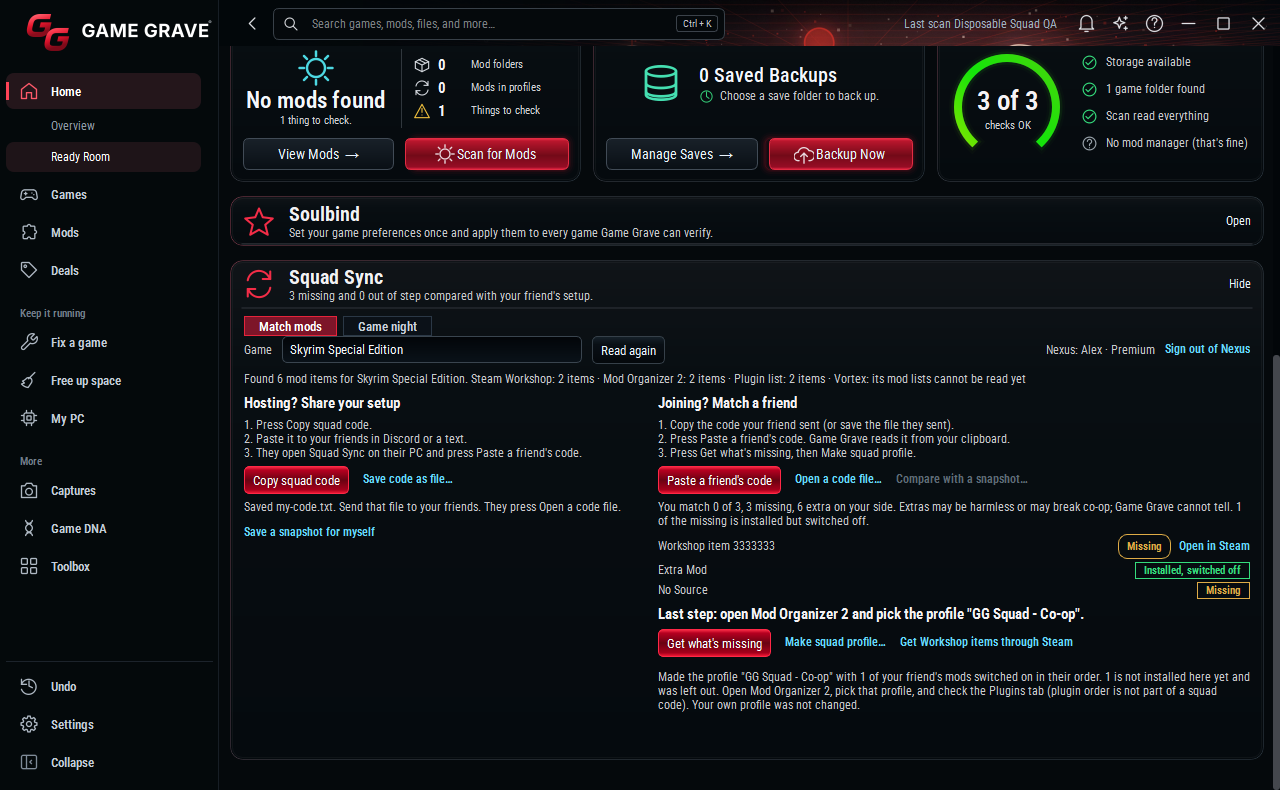 GAME GRAVE
Search games, mods, files, and more...
Ctrl + K
Last scan Disposable Squad QA
Home
Overview
Ready Room
Games
Mods
Deals
Keep it running
Fix a game
Free up space
My PC
More
Captures
Game DNA
Toolbox
Undo
Settings
Collapse
No mods found
1 thing to check.
0 Mod folders
0 Mods in profiles
1 Things to check
View Mods →
Scan for Mods
0 Saved Backups
Choose a save folder to back up.
Manage Saves →
Backup Now
3 of 3
checks OK
Storage available
1 game folder found
Scan read everything
No mod manager (that's fine)
Soulbind
Set your game preferences once and apply them to every game Game Grave can verify.
Open
Squad Sync
3 missing and 0 out of step compared with your friend's setup.
Hide
Match mods
Game night
Game
Skyrim Special Edition
Read again
Nexus: Alex · Premium
Sign out of Nexus
Found 6 mod items for Skyrim Special Edition. Steam Workshop: 2 items · Mod Organizer 2: 2 items · Plugin list: 2 items · Vortex: its mod lists cannot be read yet
Hosting? Share your setup
1. Press Copy squad code.
2. Paste it to your friends in Discord or a text.
3. They open Squad Sync on their PC and press Paste a friend's code.
Copy squad code
Save code as file...
Saved my-code.txt. Send that file to your friends. They press Open a code file.
Save a snapshot for myself
Joining? Match a friend
1. Copy the code your friend sent (or save the file they sent).
2. Press Paste a friend's code. Game Grave reads it from your clipboard.
3. Press Get what's missing, then Make squad profile.
Paste a friend's code
Open a code file...
Compare with a snapshot...
You match 0 of 3, 3 missing, 6 extra on your side. Extras may be harmless or may break co-op; Game Grave cannot tell. 1
of the missing is installed but switched off.
Workshop item 3333333
Missing
Open in Steam
Extra Mod
Installed, switched off
No Source
Missing
Last step: open Mod Organizer 2 and pick the profile "GG Squad - Co-op".
Get what's missing
Make squad profile...
Get Workshop items through Steam
Made the profile "GG Squad - Co-op" with 1 of your friend's mods switched on in their order. 1 is not installed here yet and
was left out. Open Mod Organizer 2, pick that profile, and check the Plugins tab (plugin order is not part of a squad
code). Your own profile was not changed.